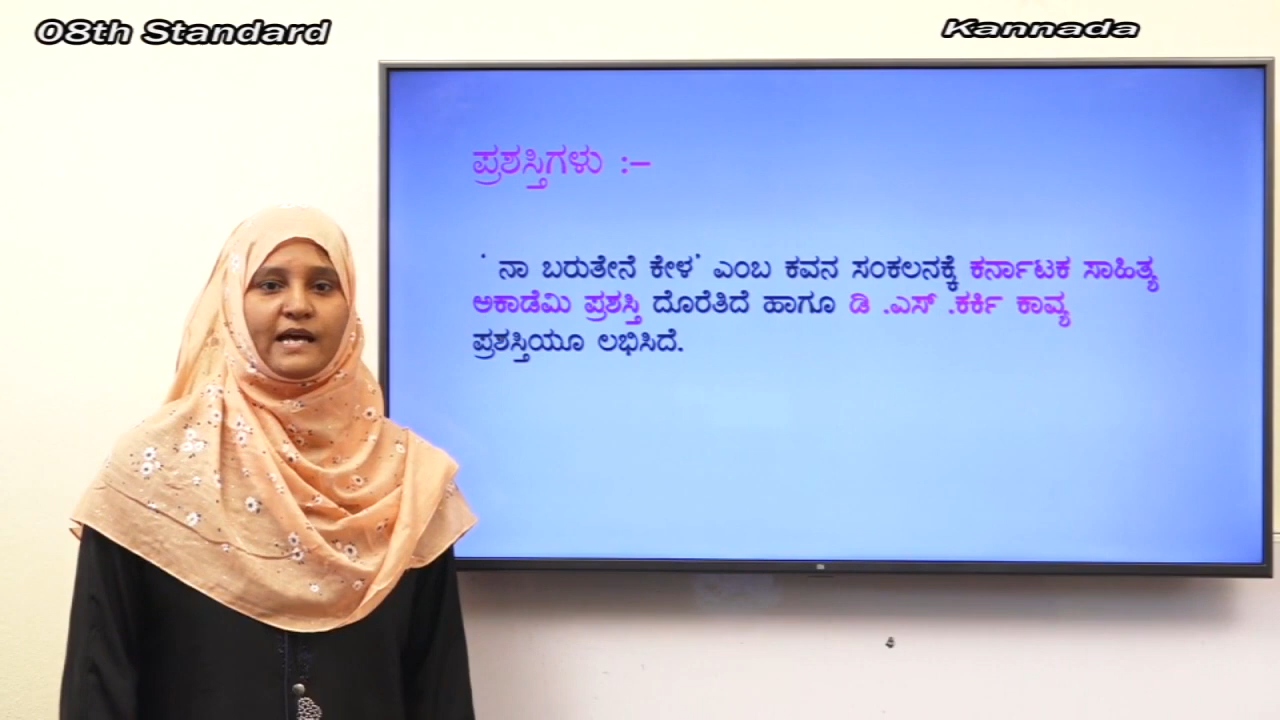 08th Standard
Kannada
ಪ್ರಶಸ್ತಿಗಳು :–
' ನಾ ಬರುತೇನೆ ಕೇಳ' ಎಂಬ ಕವನ ಸಂಕಲನಕ್ಕೆ ಕರ್ನಾಟಕ ಸಾಹಿತ್ಯ
ಅಕಾಡೆಮಿ ಪ್ರಶಸ್ತಿ ದೊರೆತಿದೆ ಹಾಗೂ ಡಿ .ಎಸ್ .ಕರ್ಕಿ ಕಾವ್ಯ
ಪ್ರಶಸ್ತಿಯೂ ಲಭಿಸಿದೆ.